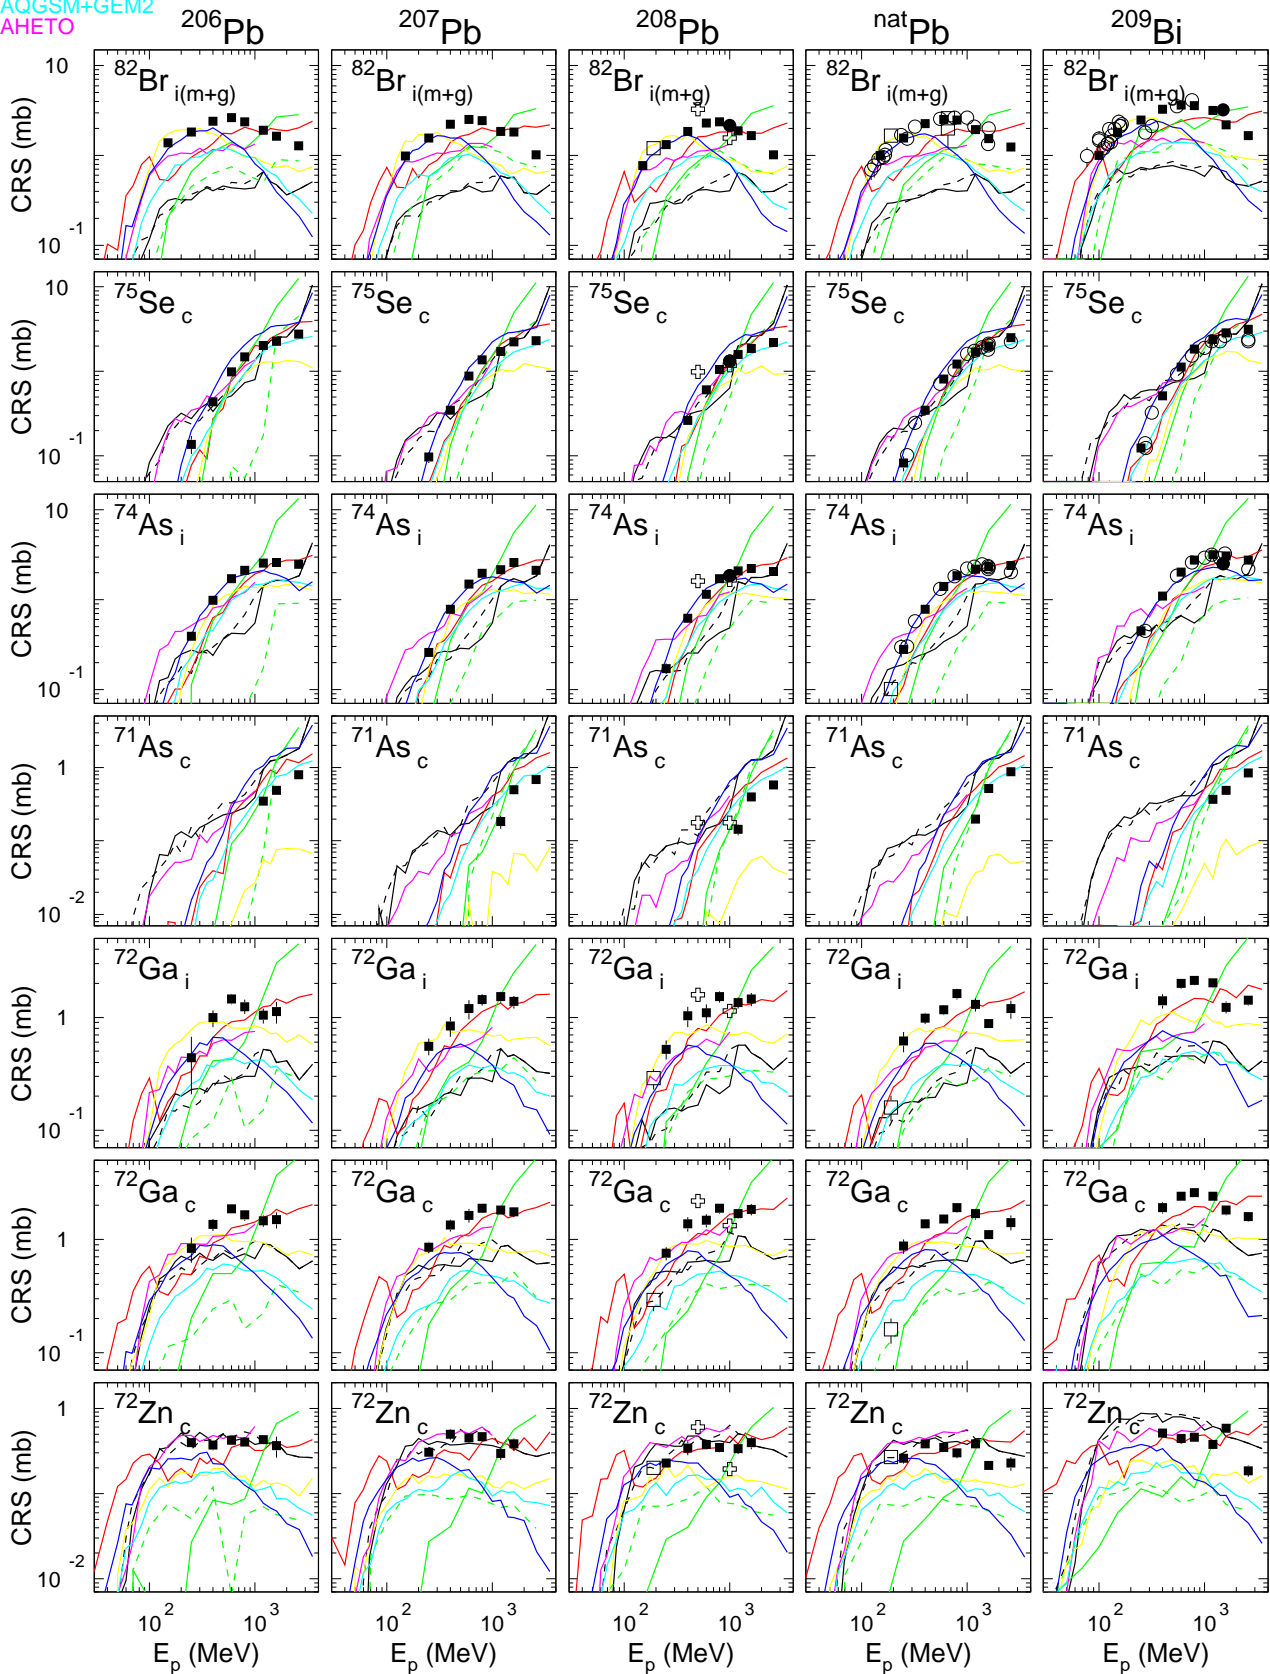 AQGSM+GEM2
AHETO
206Pb 207Pb 208Pb natPb 209Bi
10 82Br i(m+g) 82Br i(m+g) 82Br i(m+g) 82Br i(m+g) 82Br i(m+g)
CRS (mb)
10 -1
10 75Se c 75Se c 75Se c 75Se c 75Se c
CRS (mb)
10 -1
10 74As i 74As i 74As i 74As i 74As i
CRS (mb)
10 -1
71As c 71As c 71As c 71As c 71As c
1
CRS (mb)
10 -2
72Ga i 72Ga i 72Ga i 72Ga i 72Ga i
1
CRS (mb)
10 -1
72Ga c 72Ga c 72Ga c 72Ga c 72Ga c
1
CRS (mb)
10 -1
1 72Zn c 72Zn c 72Zn c 72Zn c 72Zn c
CRS (mb)
10 -2
10 2 10 3 10 2 10 3 10 2 10 3 10 2 10 3 10 2 10 3
Ep (MeV) Ep (MeV) Ep (MeV) Ep (MeV) Ep (MeV)